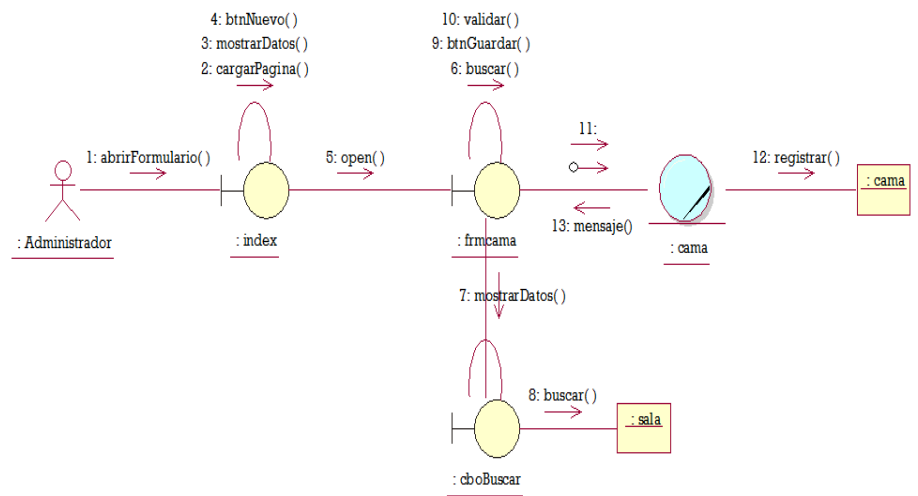 4: btnNuevo( )
3: mostrarDatos( )
2: cargarPagina( )
10: validar( )
9: btnGuardar( )
6: buscar( )
1: abrirFormulario( )
5: open( )
11:
12: registrar( )
: cama
13: mensaje()
: Administrador
: index
: frmcama
: cama
7: mostrarDatos( )
8: buscar( )
: sala
: cboBuscar